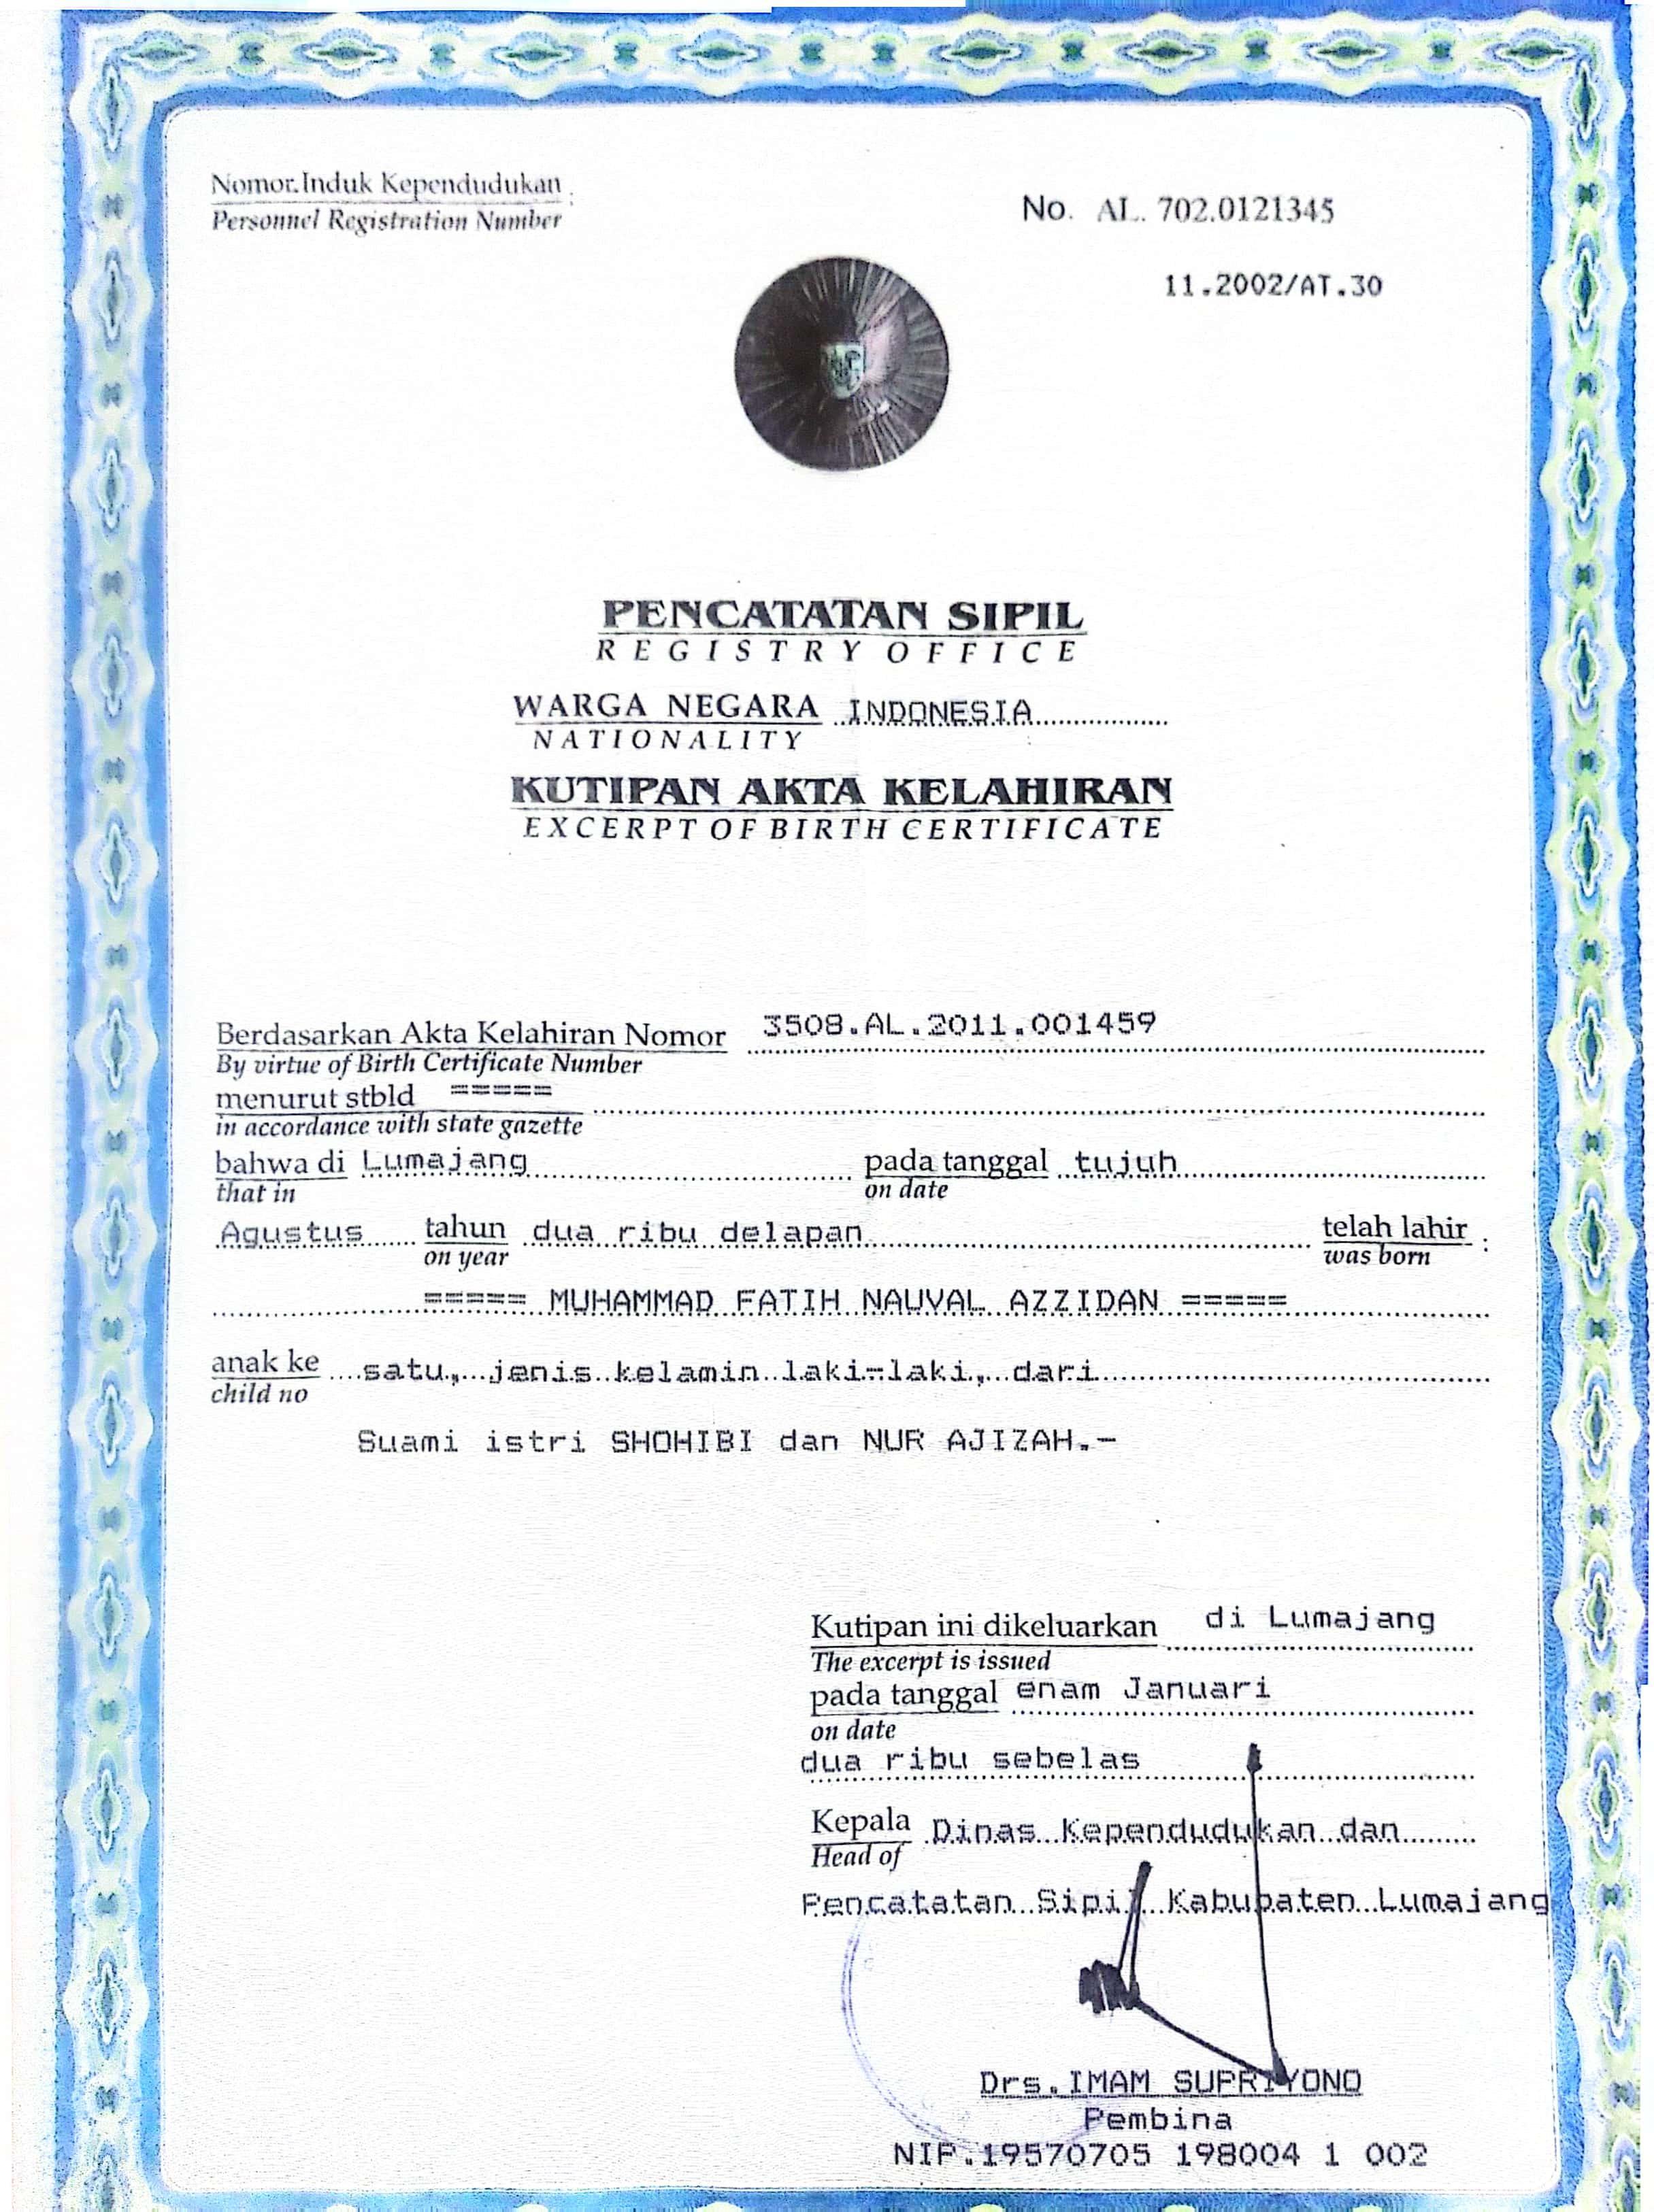 Nomor Induk Kependudukan
Personnel Registration Number
No. AL. 702.0121345
11.2002/AT.30
PENCATATAN SIPIL
REGISTRY OFFICE
WARGA NEGARA INDONESIA
NATIONALITY
KUTIPAN AKTA KELAHIRAN
EXCERPT OF BIRTH CERTIFICATE
Berdasarkan Akta Kelahiran Nomor 3508.AL.2011.001459
By virtue of Birth Certificate Number
menurut stbld =====
in accordance with state gazette
bahwa di Lumajang pada tanggal tujuh
that in on date
Agustus tahun dua ribu delapan telah lahir :
on year was born
===== MUHAMMAD FATIH NAUVAL AZZIDAN =====
anak ke satu, jenis kelamin laki-laki, dari
child no
Suami istri SHOHIBI dan NUR AJIZAH.-
Kutipan ini dikeluarkan di Lumajang
The excerpt is issued
pada tanggal enam Januari
on date
dua ribu sebelas
Kepala Dinas Kependudukan dan
Head of
Pencatatan Sipil Kabupaten Lumajang
Drs.IMAM SUPRIYONO
Pembina
NIP.19570705 198004 1 002